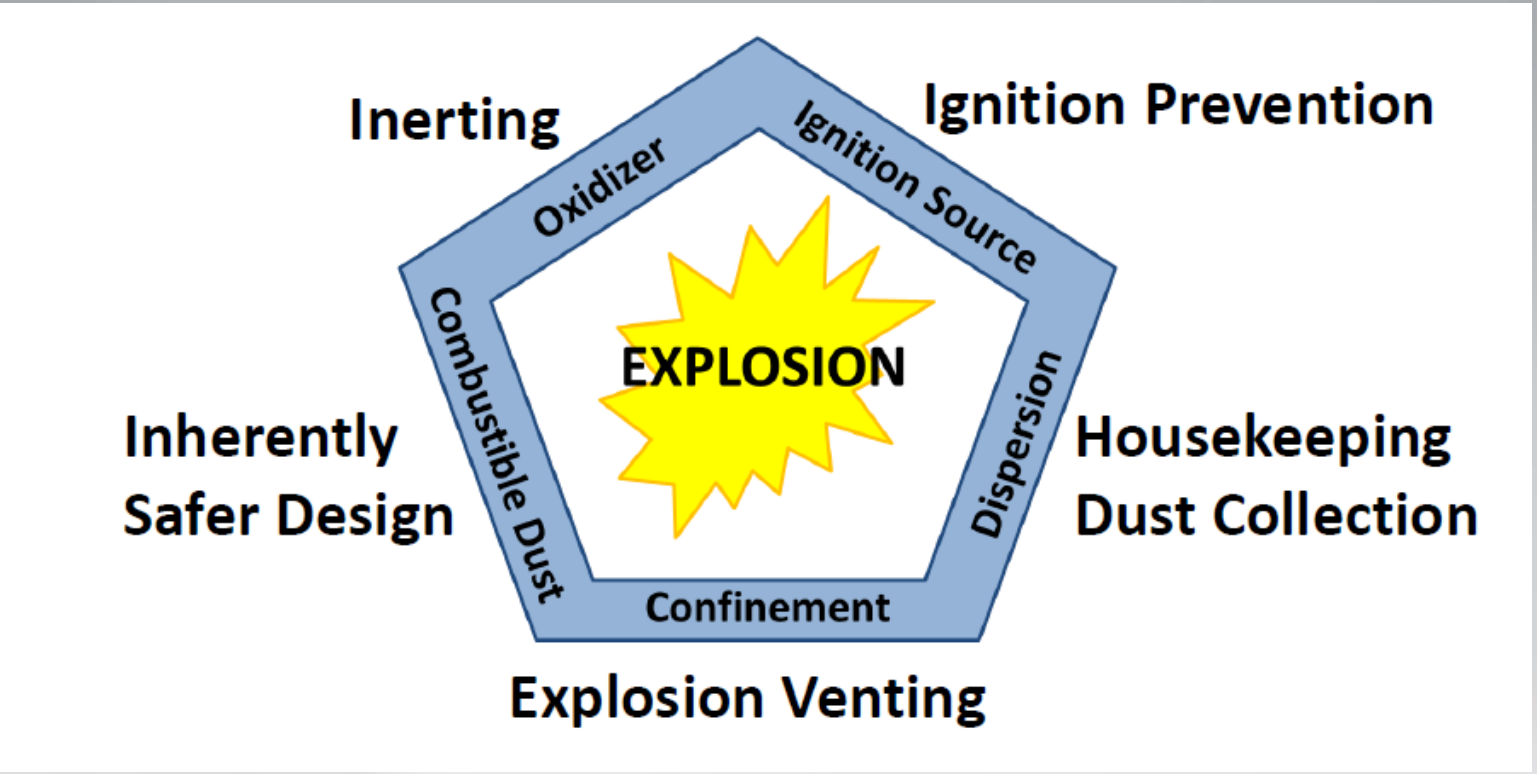 Inerting
Ignition Prevention
Oxidizer
Ignition Source
EXPLOSION
Combustible Dust
Dispersion
Inherently
Safer Design
Housekeeping
Dust Collection
Confinement
Explosion Venting